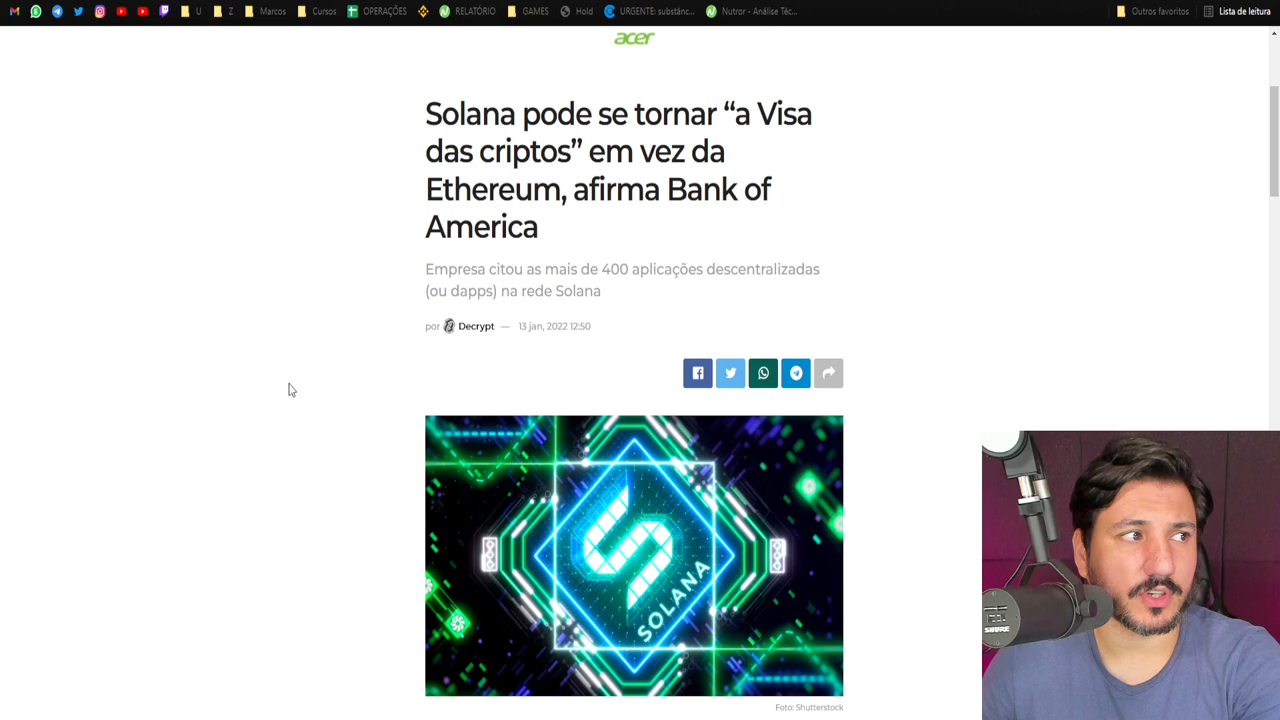 U Z Marcos Cursos OPERAÇÕES RELATÓRIO GAMES Hold URGENTE: substânc... Nutror - Análise Téc... Outros favoritos Lista de leitura
acer
Solana pode se tornar “a Visa
das criptos” em vez da
Ethereum, afirma Bank of
America
Empresa citou as mais de 400 aplicações descentralizadas
(ou dapps) na rede Solana
por Decrypt — 13 jan, 2022 12:50
SOLANA
Foto: Shutterstock
SHURE